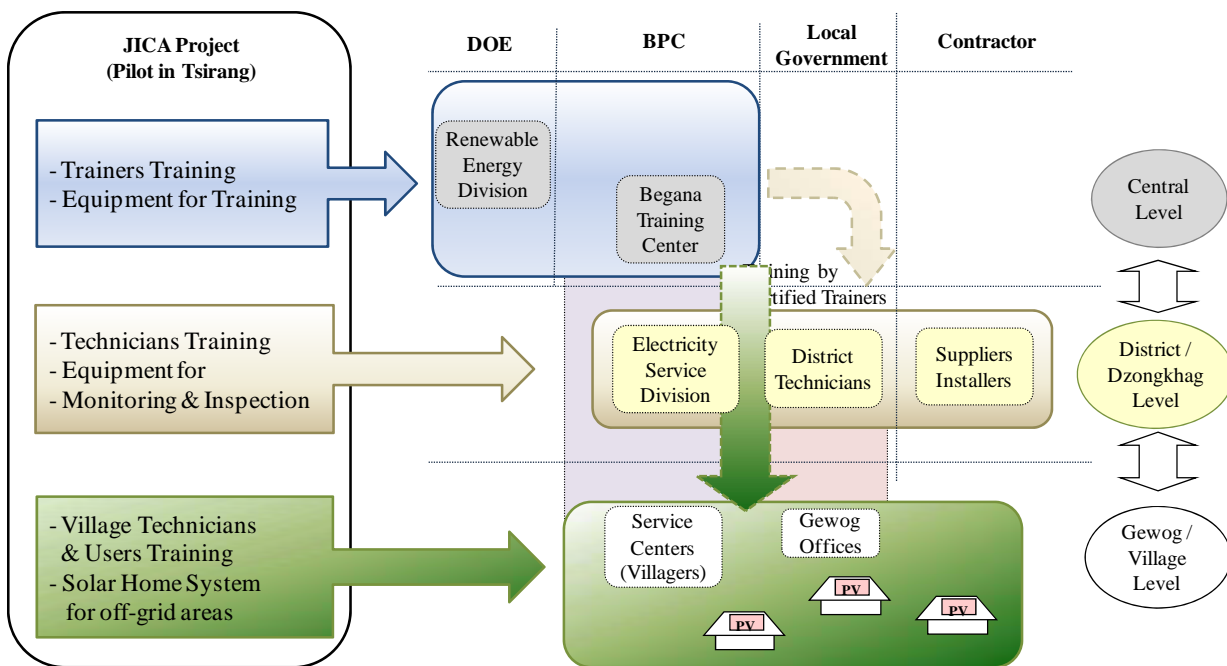 JICA Project
(Pilot in Tsirang)
DOE
BPC
Local
Government
Contractor
- Trainers Training
- Equipment for Training
Renewable
Energy
Division
Begana
Training
Center
Central
Level
ining by
tified Trainers
- Technicians Training
- Equipment for
- Monitoring & Inspection
Electricity
Service
Division
District
Technicians
Suppliers
Installers
District /
Dzongkhag
Level
- Village Technicians
& Users Training
- Solar Home System
for off-grid areas
Service
Centers
(Villagers)
Gewog
Offices
PV
PV
PV
Gewog /
Village
Level